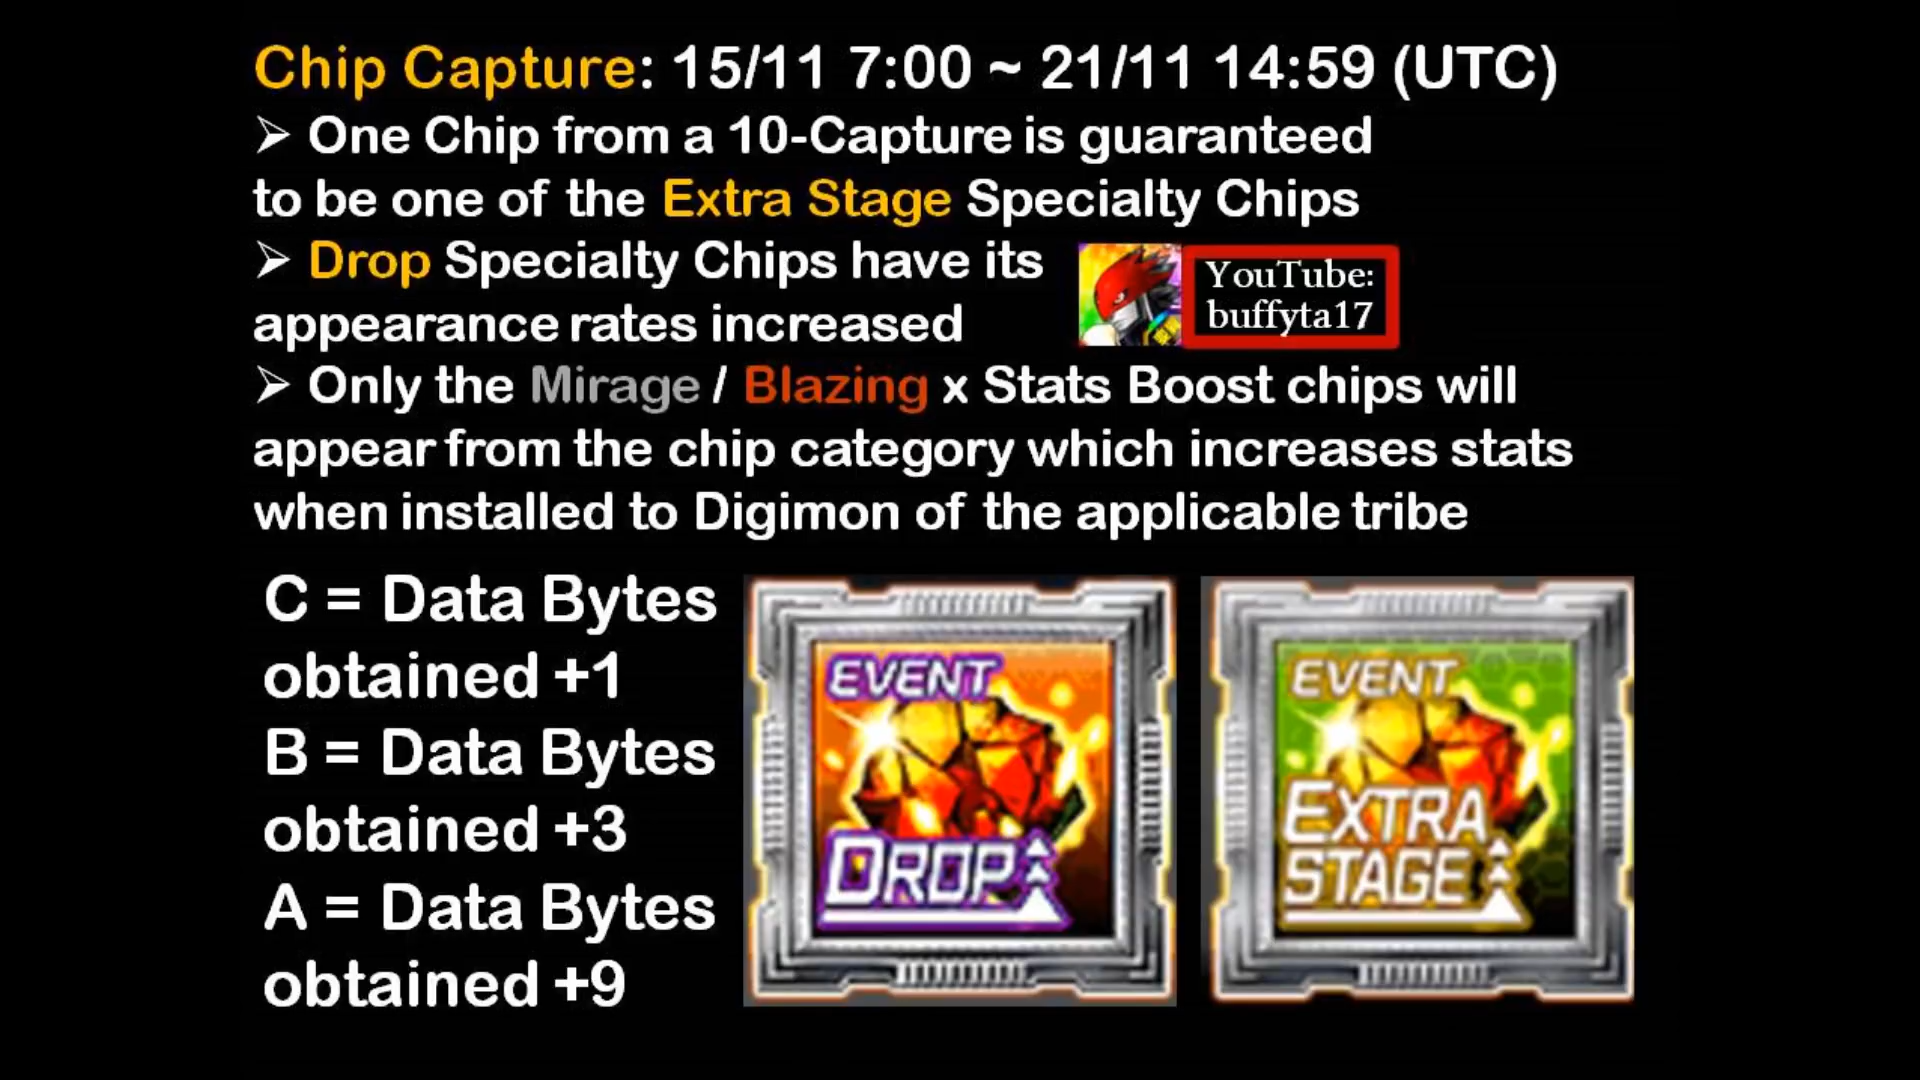 Chip Capture: 15/11 7:00 ~ 21/11 14:59 (UTC)
➢ One Chip from a 10-Capture is guaranteed
to be one of the Extra Stage Specialty Chips
➢ Drop Specialty Chips have its
appearance rates increased
YouTube:
buffyta17
➢ Only the Mirage / Blazing x Stats Boost chips will
appear from the chip category which increases stats
when installed to Digimon of the applicable tribe
C = Data Bytes
obtained +1
B = Data Bytes
obtained +3
A = Data Bytes
obtained +9
EVENT
DROP
EVENT
EXTRA
STAGE